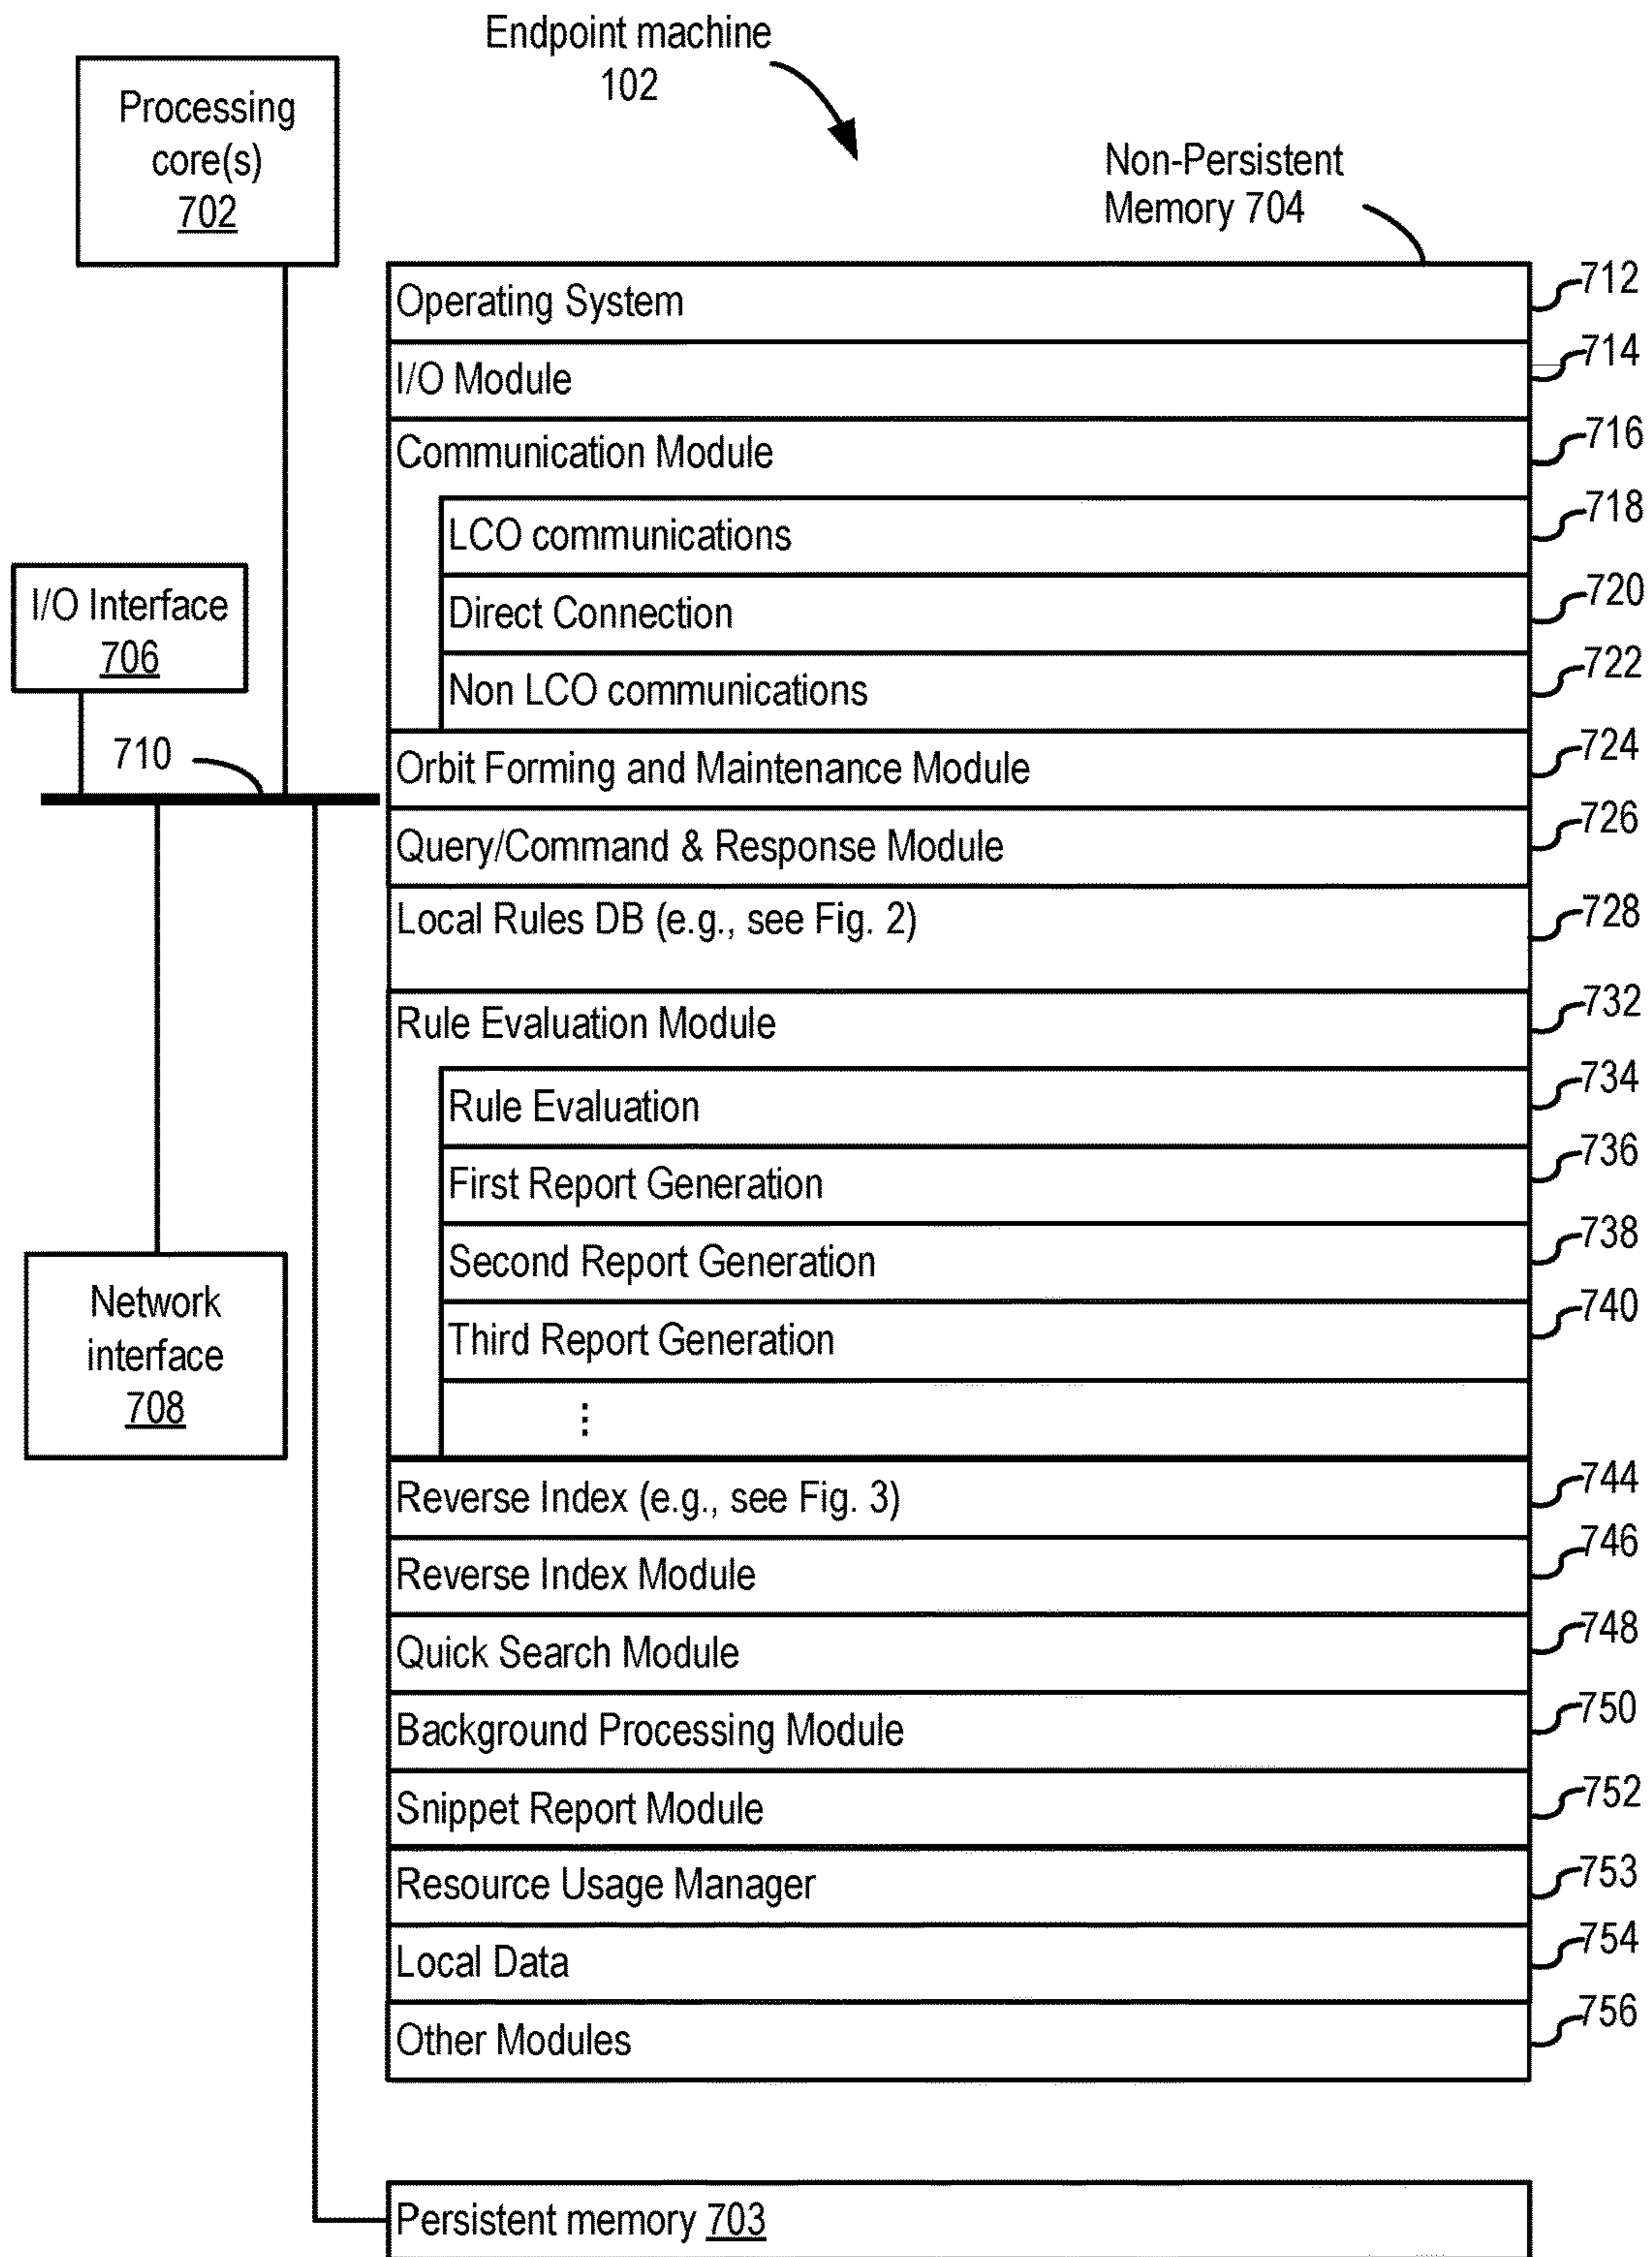 Endpoint machine
102
Processing
core(s)
702
Non-Persistent
Memory 704
Operating System
712
I/O Module
714
Communication Module
716
LCO communications
718
Direct Connection
720
Non LCO communications
722
I/O Interface
706
710
Orbit Forming and Maintenance Module
724
Query/Command & Response Module
726
Local Rules DB (e.g., see Fig. 2)
728
Rule Evaluation Module
732
Rule Evaluation
734
First Report Generation
736
Second Report Generation
738
Third Report Generation
740
⋮
Network
interface
708
Reverse Index (e.g., see Fig. 3)
744
Reverse Index Module
746
Quick Search Module
748
Background Processing Module
750
Snippet Report Module
752
Resource Usage Manager
753
Local Data
754
Other Modules
756
Persistent memory 703